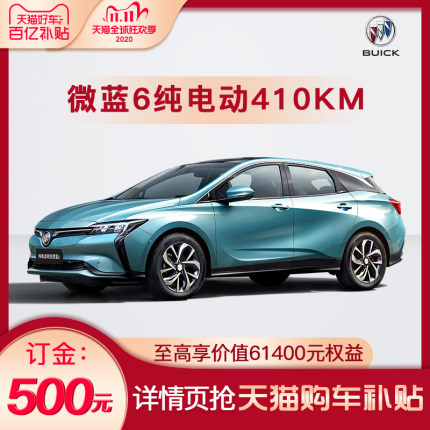 天猫好车
百亿补贴
11.11
天猫全球狂欢季
2020
BUICK
微蓝6纯电动410KM
订金：
500元
至高享价值61400元权益
详情页抢天猫购车补贴